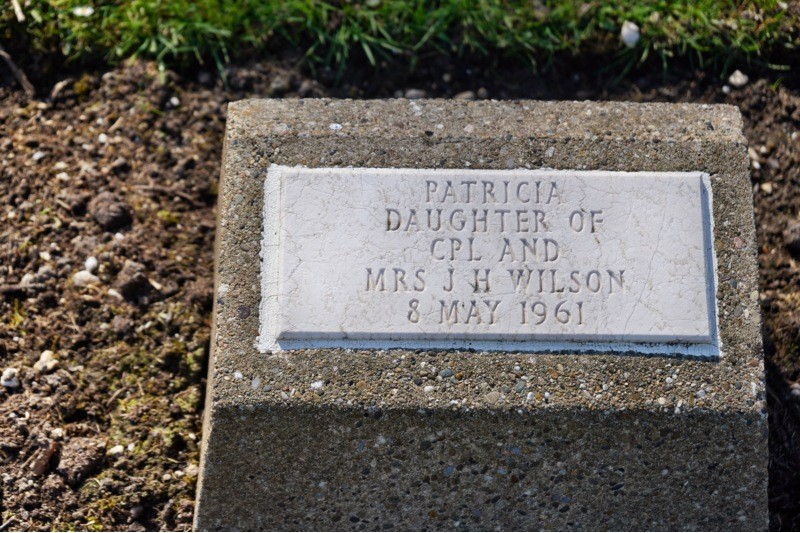 PATRICIA
DAUGHTER OF
CPL AND
MRS J H WILSON
8 MAY 1961